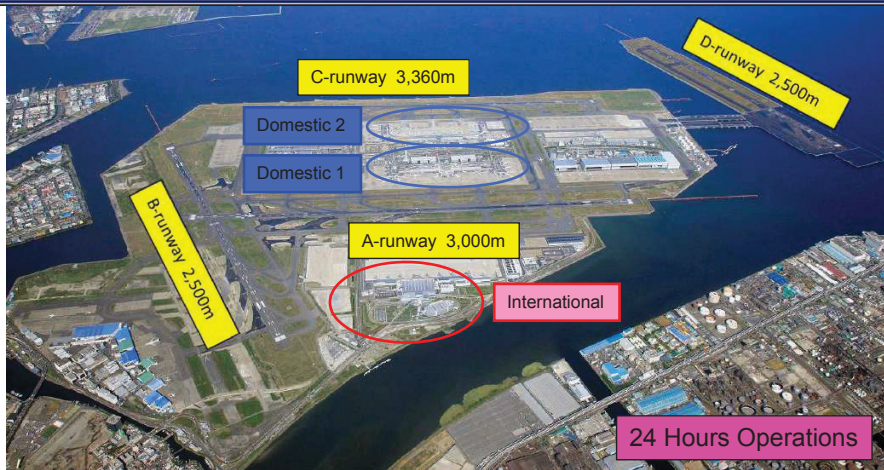 C-runway 3,360m
D-runway 2,500m
Domestic 2
Domestic 1
B-runway 2,500m
A-runway 3,000m
International
24 Hours Operations